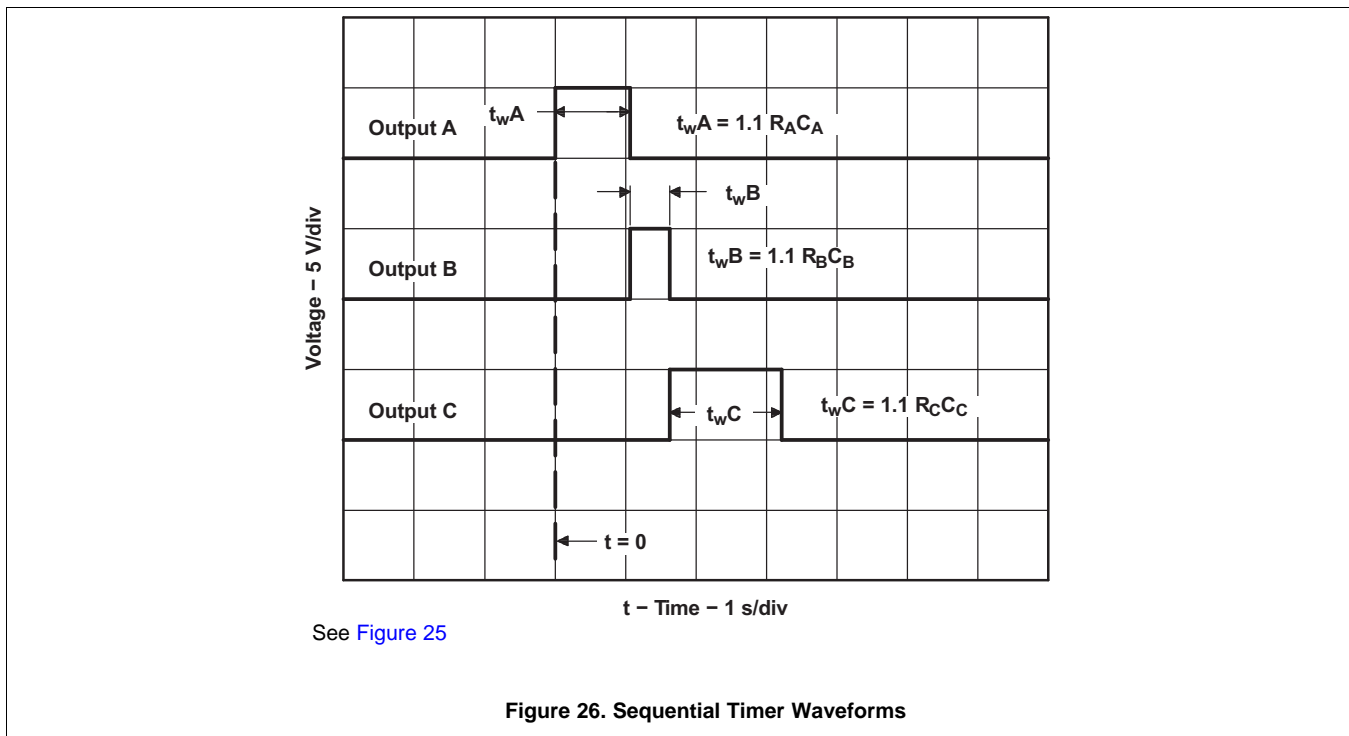 Voltage − 5 V/div
Output A
t_wA
t_wA = 1.1 R_AC_A
t_wB
Output B
t_wB = 1.1 R_BC_B
Output C
t_wC
t_wC = 1.1 R_CC_C
t = 0
t − Time − 1 s/div
See Figure 25
Figure 26. Sequential Timer Waveforms